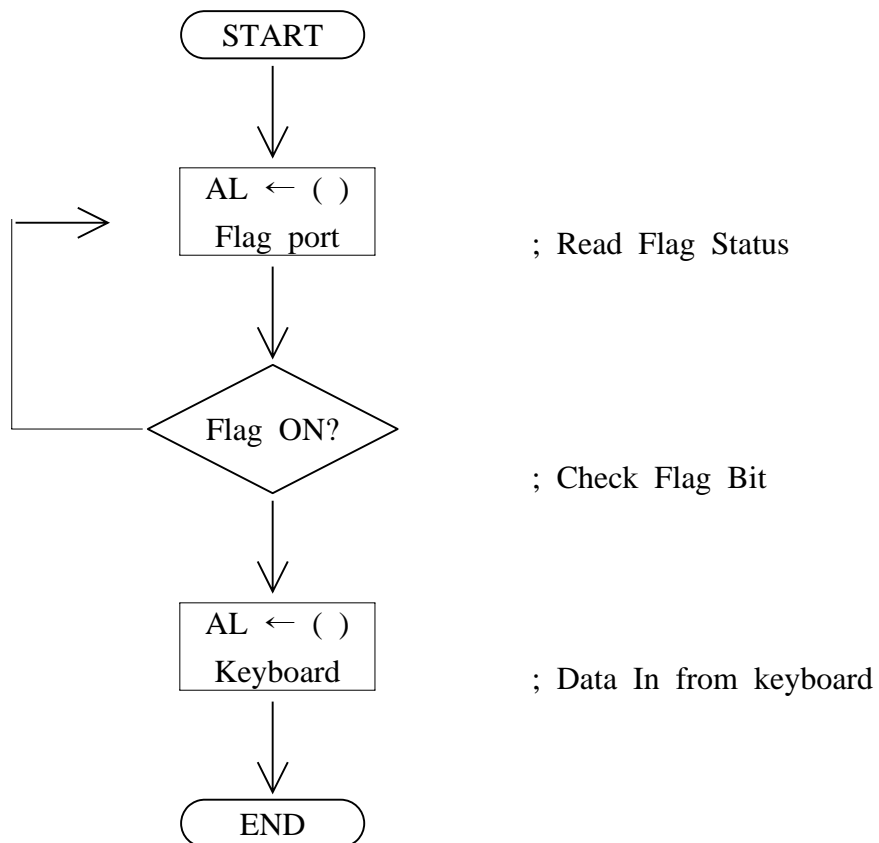 START
AL ← ( )
Flag port
; Read Flag Status
Flag ON?
; Check Flag Bit
AL ← ( )
Keyboard
; Data In from keyboard
END